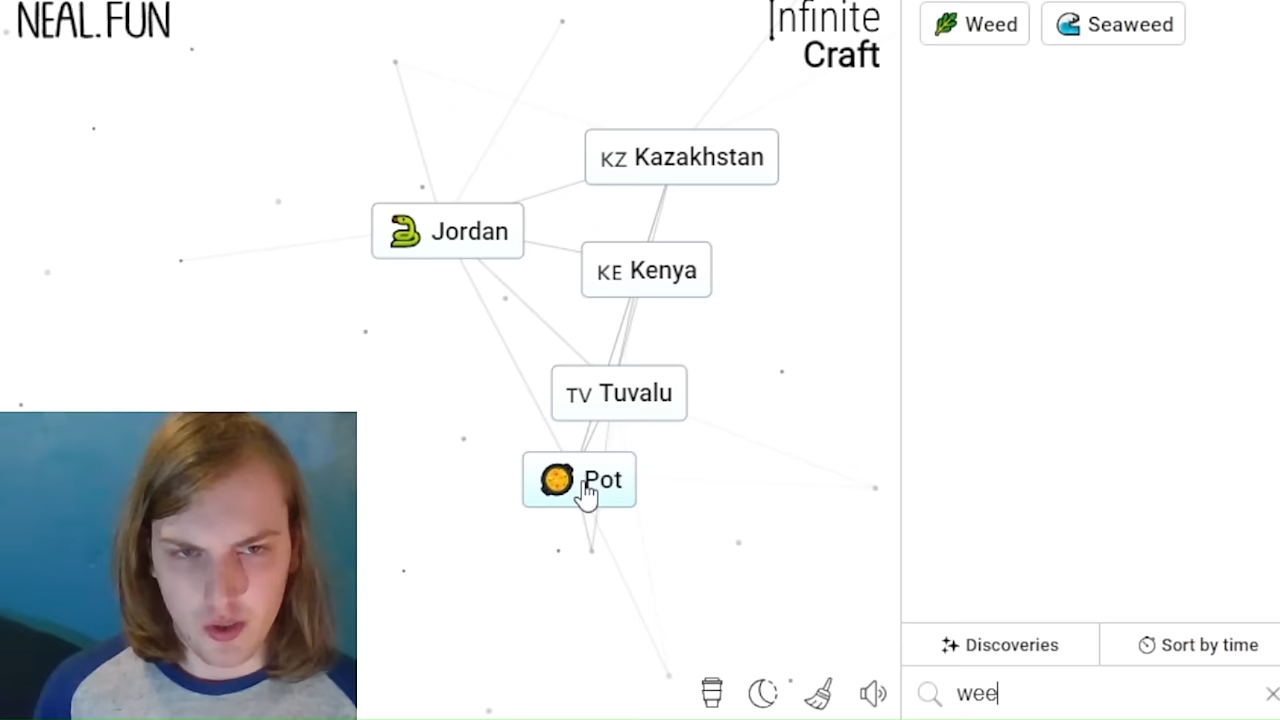 NEAL.FUN
Infinite
Craft
Weed
Seaweed
KZ Kazakhstan
Jordan
KE Kenya
TV Tuvalu
Pot
Discoveries
Sort by time
wee